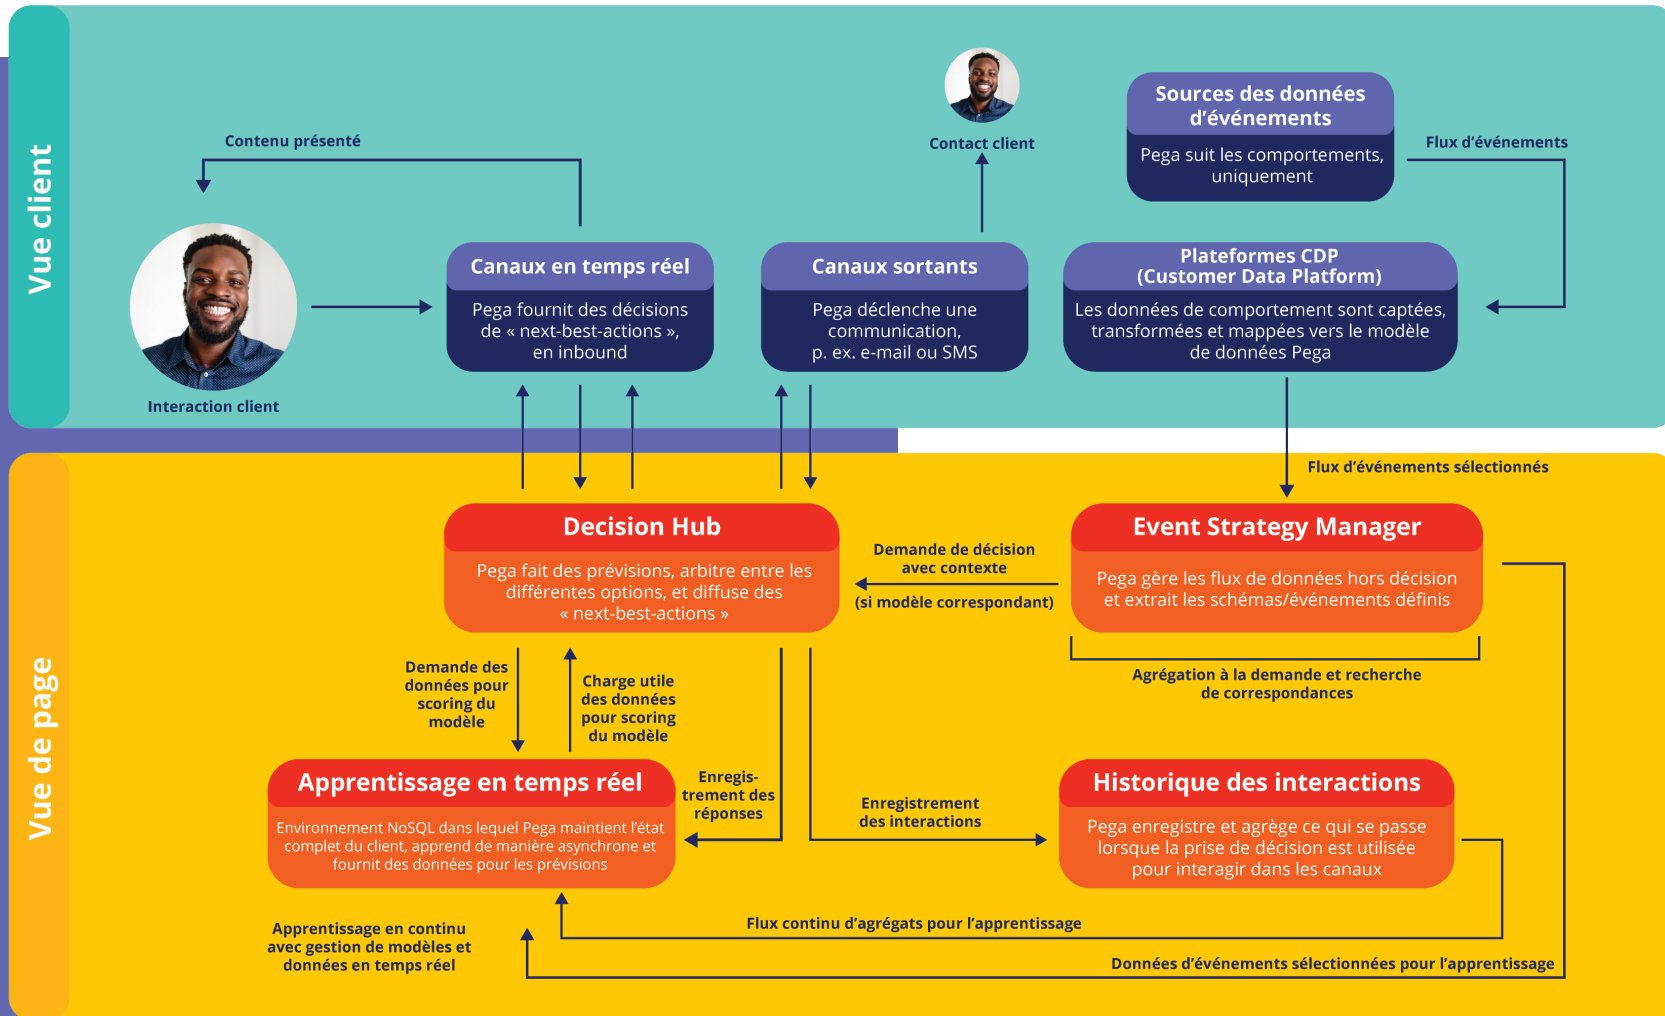 Vue client
Contenu présenté
Interaction client
Canaux en temps réel
Pega fournit des décisions
de « next-best-actions »,
en inbound
Contact client
Canaux sortants
Pega déclenche une
communication,
p. ex. e-mail ou SMS
Sources des données
d’événements
Pega suit les comportements,
uniquement
Flux d’événements
Plateformes CDP
(Customer Data Platform)
Les données de comportement sont captées,
transformées et mappées vers le modèle
de données Pega
Flux d’événements sélectionnés
Vue de page
Decision Hub
Pega fait des prévisions, arbitre entre les
différentes options, et diffuse des
« next-best-actions »
Demande de décision
avec contexte
(si modèle correspondant)
Event Strategy Manager
Pega gère les flux de données hors décision
et extrait les schémas/événements définis
Agrégation à la demande et recherche
de correspondances
Demande des
données pour
scoring du
modèle
Charge utile
des données
pour scoring
du modèle
Apprentissage en temps réel
Environnement NoSQL dans lequel Pega maintient l’état
complet du client, apprend de manière asynchrone et
fournit des données pour les prévisions
Enregis-
trement des
réponses
Enregistrement
des interactions
Historique des interactions
Pega enregistre et agrège ce qui se passe
lorsque la prise de décision est utilisée
pour interagir dans les canaux
Apprentissage en continu
avec gestion de modèles et
données en temps réel
Flux continu d’agrégats pour l’apprentissage
Données d’événements sélectionnées pour l’apprentissage